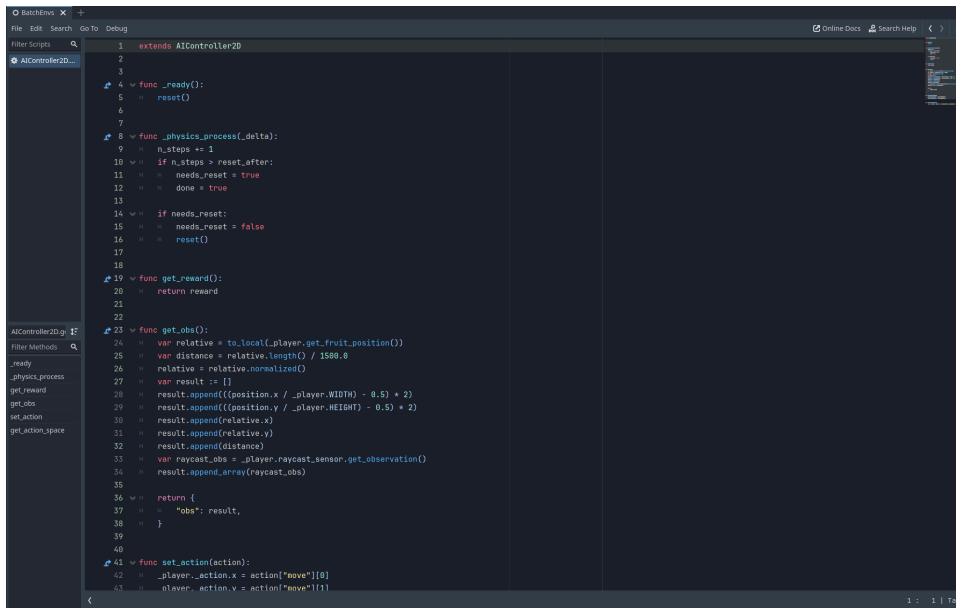 BatchEnvs
File Edit Search Go To Debug
Online Docs Search Help
Filter Scripts
AIController2D....
AIController2D.g
Filter Methods
_ready
_physics_process
get_reward
get_obs
set_action
get_action_space
1 extends AIController2D
2
3
4 func _ready():
5 reset()
6
7
8 func _physics_process(_delta):
9 n_steps += 1
10 if n_steps > reset_after:
11 needs_reset = true
12 done = true
13
14 if needs_reset:
15 needs_reset = false
16 reset()
17
18
19 func get_reward():
20 return reward
21
22
23 func get_obs():
24 var relative = to_local(_player.get_fruit_position())
25 var distance = relative.length() / 1500.0
26 relative = relative.normalized()
27 var result := []
28 result.append(((position.x / _player.WIDTH) - 0.5) * 2)
29 result.append(((position.y / _player.HEIGHT) - 0.5) * 2)
30 result.append(relative.x)
31 result.append(relative.y)
32 result.append(distance)
33 var raycast_obs = _player.raycast_sensor.get_observation()
34 result.append_array(raycast_obs)
35
36 return {
37 "obs": result,
38 }
39
40
41 func set_action(action):
42 _player._action.x = action["move"][0]
43 _player._action.y = action["move"][1]
1 : 1 | Ta